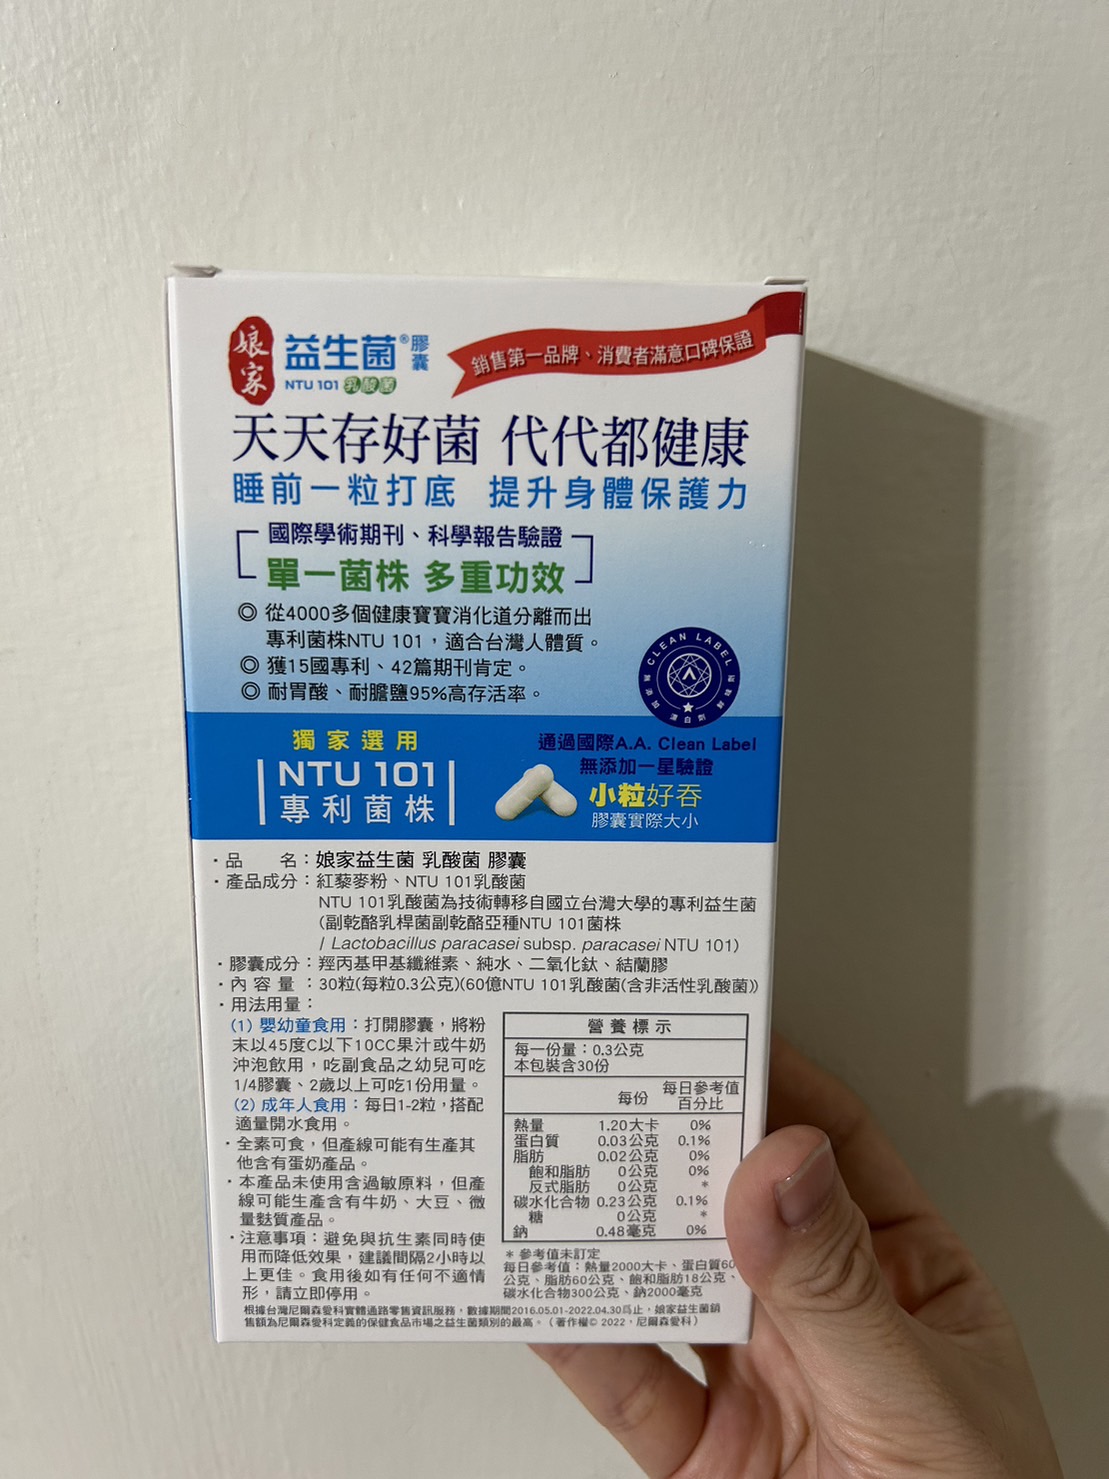 娘家
益生菌®膠囊
NTU 101 乳酸菌
銷售第一品牌、消費者滿意口碑保證
天天存好菌 代代都健康
睡前一粒打底 提升身體保護力
國際學術期刊、科學報告驗證
單一菌株 多重功效
◎ 從4000多個健康寶寶消化道分離而出
專利菌株NTU 101，適合台灣人體質。
◎ 獲15國專利、42篇期刊肯定。
◎ 耐胃酸、耐膽鹽95%高存活率。
CLEAN LABEL
獨家選用
NTU 101
專利菌株
通過國際A.A. Clean Label
無添加一星驗證
小粒好吞
膠囊實際大小
・品　　名：娘家益生菌 乳酸菌 膠囊
・產品成分：紅藜麥粉、NTU 101乳酸菌
NTU 101乳酸菌為技術轉移自國立台灣大學的專利益生菌
(副乾酪乳桿菌副乾酪亞種NTU 101菌株
/ Lactobacillus paracasei subsp. paracasei NTU 101)
・膠囊成分：羥丙基甲基纖維素、純水、二氧化鈦、結蘭膠
・內容量：30粒(每粒0.3公克)(60億NTU 101乳酸菌(含非活性乳酸菌))
・用法用量：
(1) 嬰幼童食用：打開膠囊，將粉
末以45度C以下10CC果汁或牛奶
沖泡飲用，吃副食品之幼兒可吃
1/4膠囊、2歲以上可吃1份用量。
(2) 成年人食用：每日1-2粒，搭配
適量開水食用。
・全素可食，但產線可能有生產其
他含有蛋奶產品。
・本產品未使用含過敏原料，但產
線可能生產含有牛奶、大豆、微
量麩質產品。
・注意事項：避免與抗生素同時使
用而降低效果，建議間隔2小時以
上更佳。食用後如有任何不適情
形，請立即停用。
營養標示
每一份量：0.3公克
本包裝含30份
每份 每日參考值百分比
熱量 1.20大卡 0%
蛋白質 0.03公克 0.1%
脂肪 0.02公克 0%
飽和脂肪 0公克 0%
反式脂肪 0公克 *
碳水化合物 0.23公克 0.1%
糖 0公克 *
鈉 0.48毫克 0%
* 參考值未訂定
每日參考值：熱量2000大卡、蛋白質60
公克、脂肪60公克、飽和脂肪18公克、
碳水化合物300公克、鈉2000毫克
根據台灣尼爾森愛科實體通路零售資訊服務，數據期間2016.05.01-2022.04.30爲止，娘家益生菌銷
售額為尼爾森愛科定義的保健食品市場之益生菌類別的最高。（著作權© 2022，尼爾森愛科）